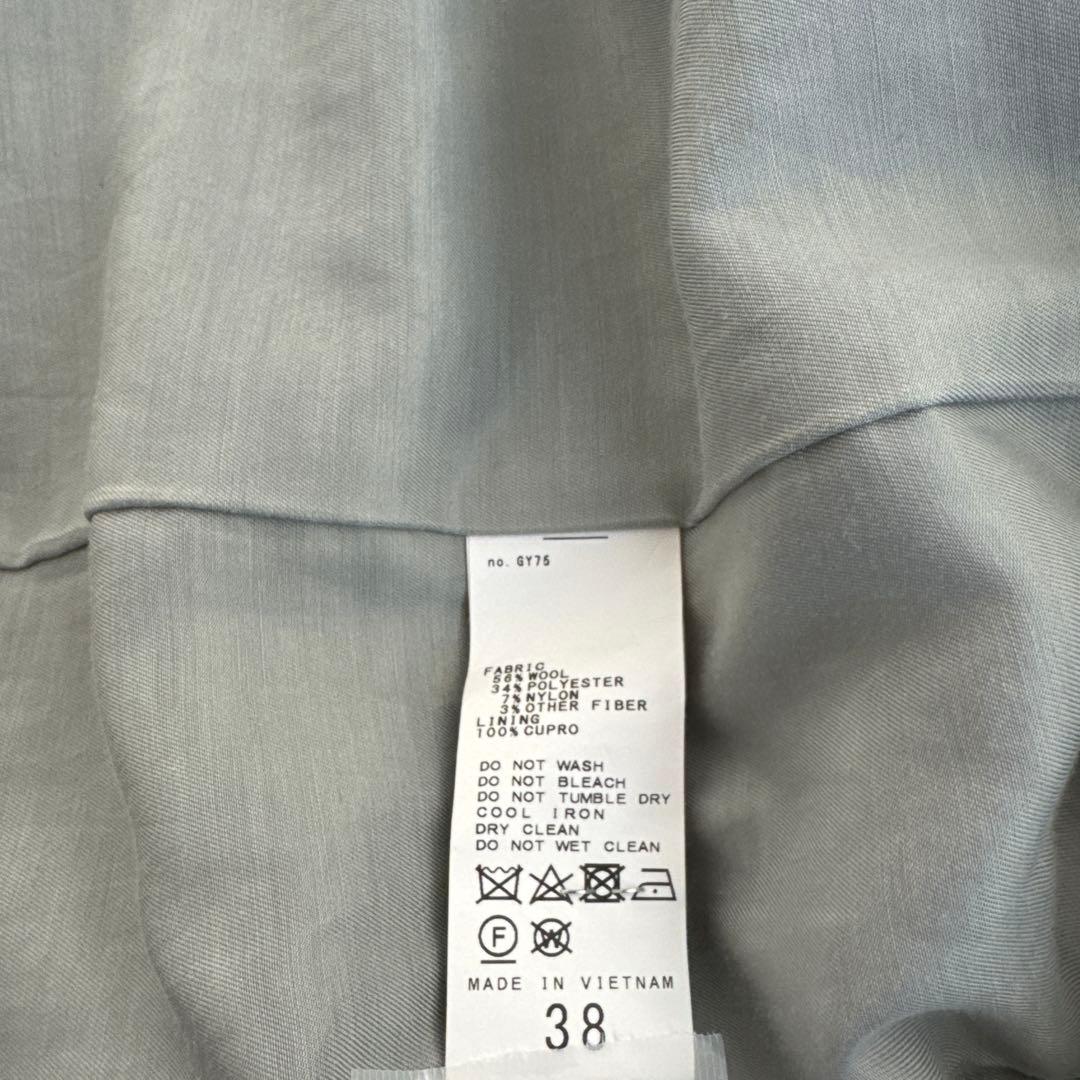 no. GY75
FABRIC
56%WOOL
34%POLYESTER
7%NYLON
3%OTHER FIBER
LINING
100%CUPRO
DO NOT WASH
DO NOT BLEACH
DO NOT TUMBLE DRY
COOL IRON
DRY CLEAN
DO NOT WET CLEAN
F W
MADE IN VIETNAM
38